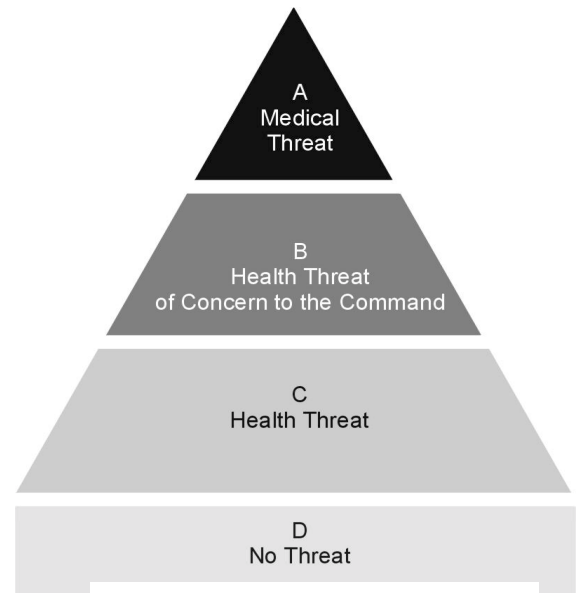 A
Medical
Threat
B
Health Threat
of Concern to the Command
C
Health Threat
D
No Threat